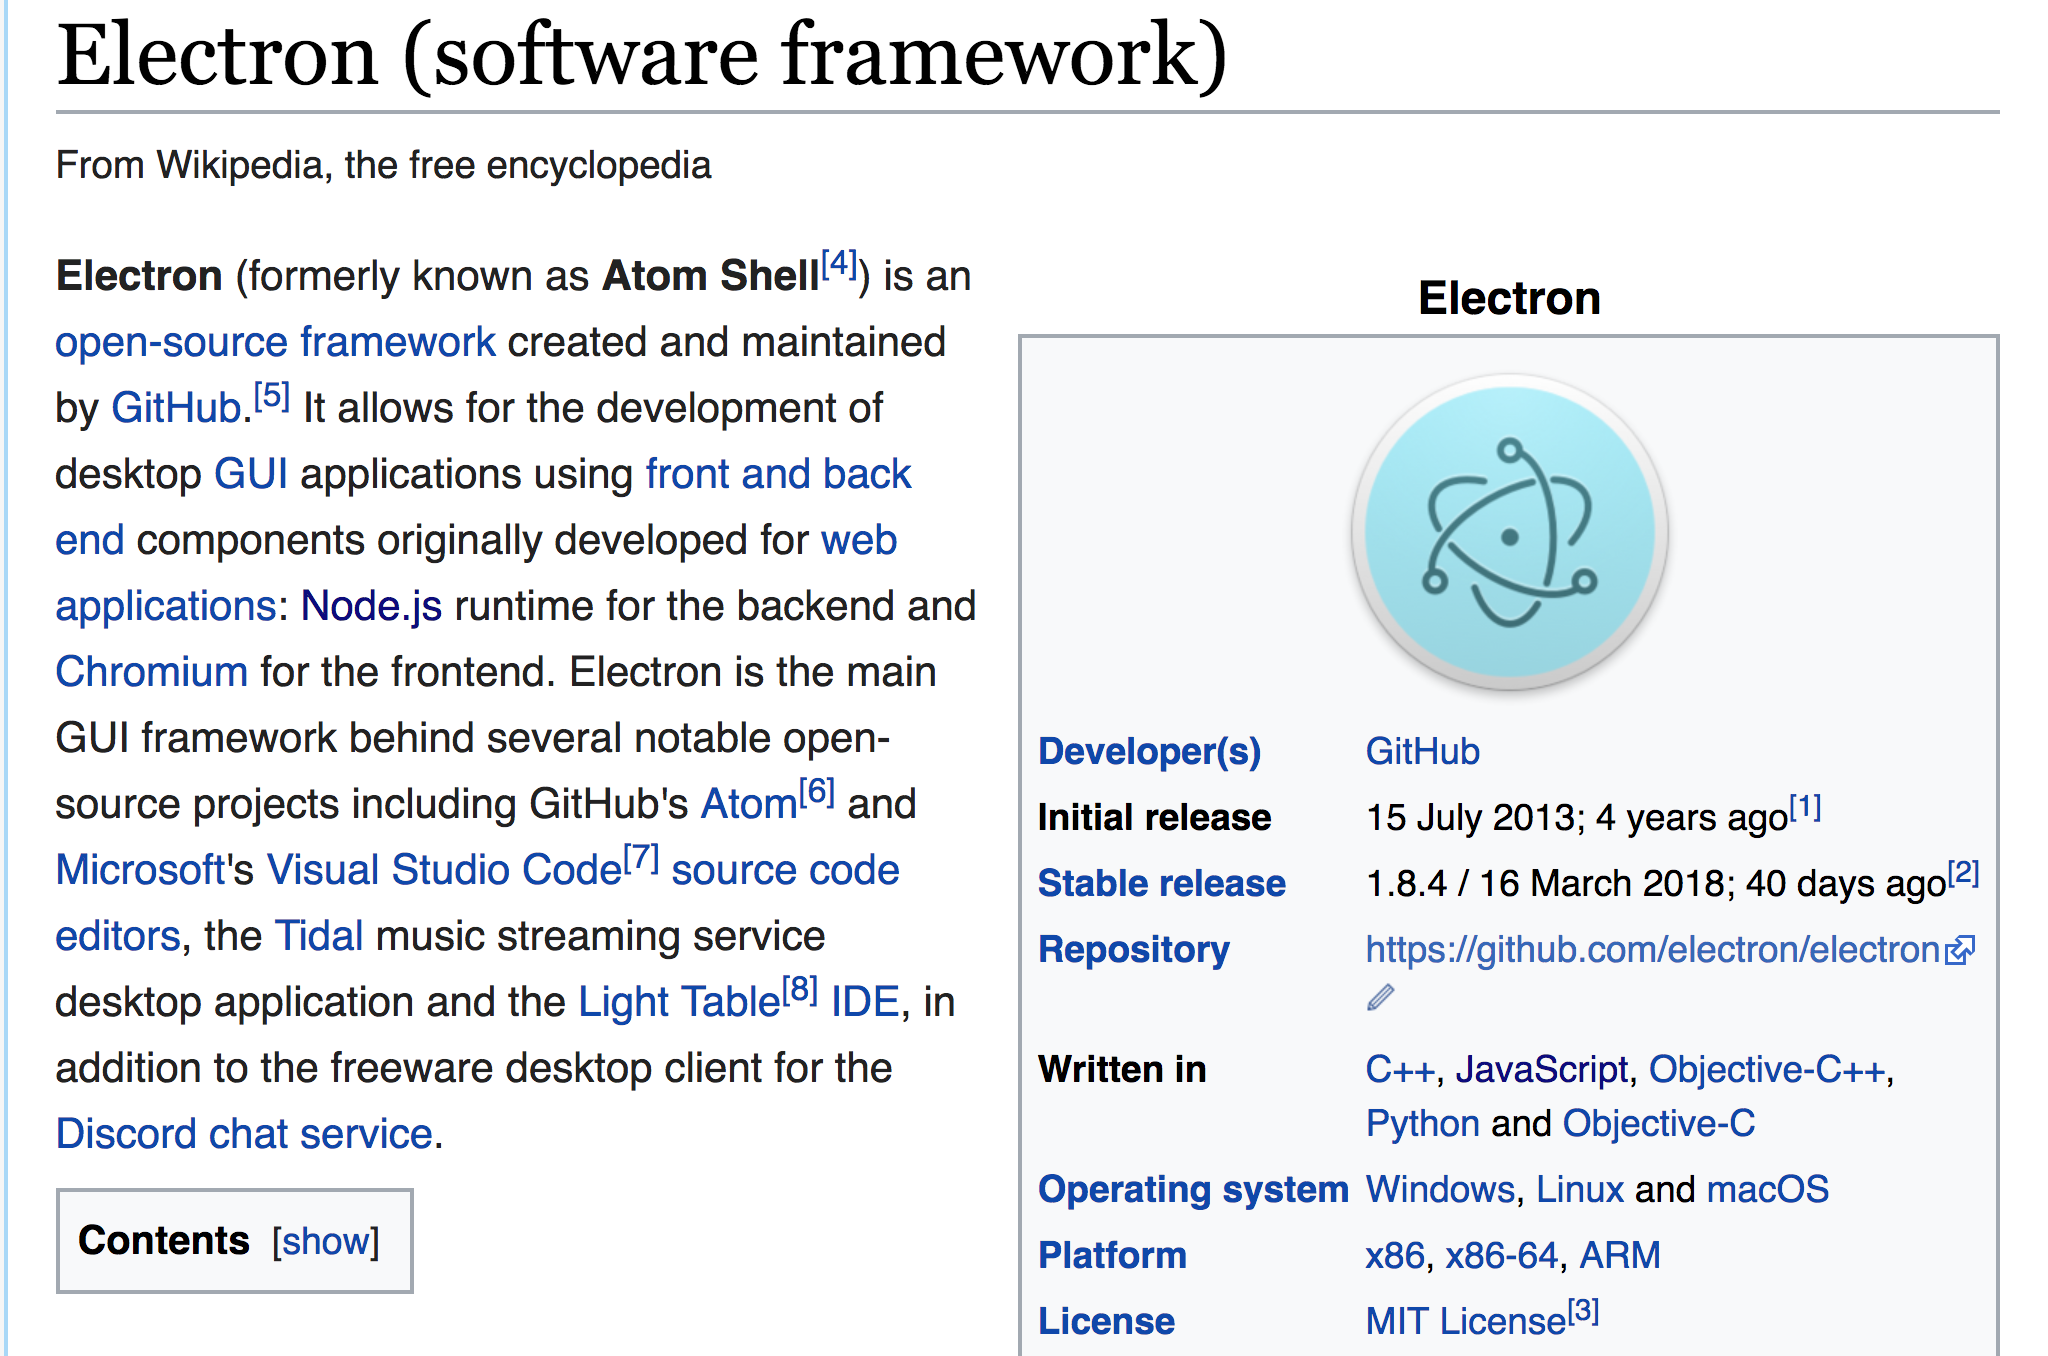 Electron (software framework)
From Wikipedia, the free encyclopedia
Electron (formerly known as Atom Shell[4]) is an
open-source framework created and maintained
by GitHub.[5] It allows for the development of
desktop GUI applications using front and back
end components originally developed for web
applications: Node.js runtime for the backend and
Chromium for the frontend. Electron is the main
GUI framework behind several notable open-
source projects including GitHub's Atom[6] and
Microsoft's Visual Studio Code[7] source code
editors, the Tidal music streaming service
desktop application and the Light Table[8] IDE, in
addition to the freeware desktop client for the
Discord chat service.
Contents [show]
Electron
Developer(s) GitHub
Initial release 15 July 2013; 4 years ago[1]
Stable release 1.8.4 / 16 March 2018; 40 days ago[2]
Repository https://github.com/electron/electron
Written in C++, JavaScript, Objective-C++,
Python and Objective-C
Operating system Windows, Linux and macOS
Platform x86, x86-64, ARM
License MIT License[3]